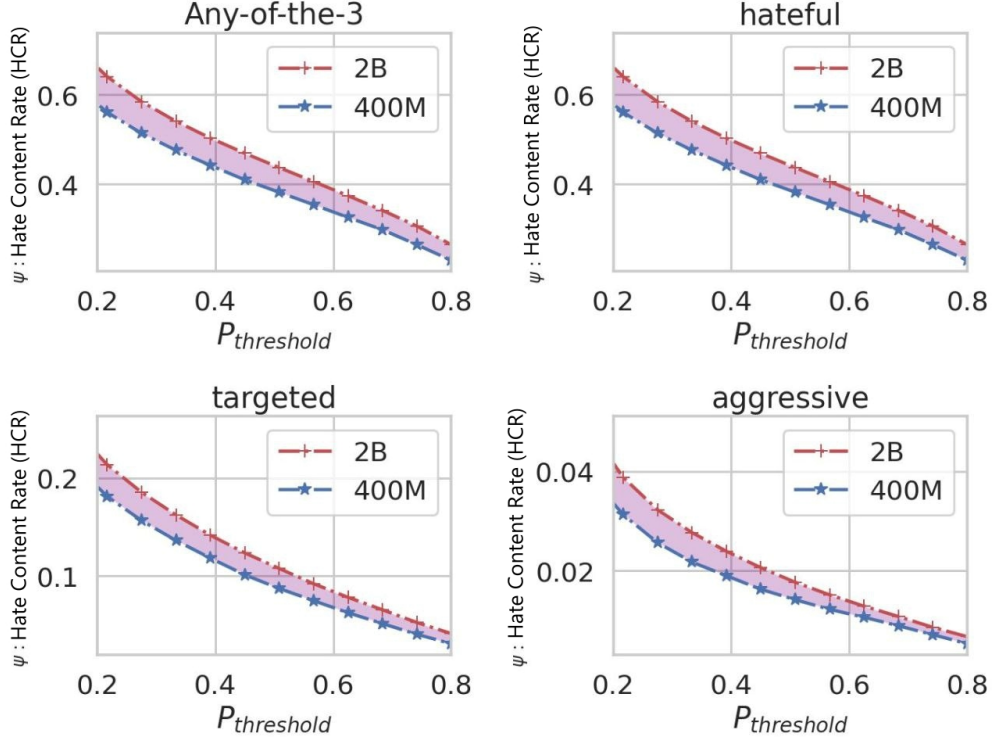 Any-of-the-3
ψ : Hate Content Rate (HCR)
0.6
0.4
2B
400M
0.2 0.4 0.6 0.8
P_threshold
hateful
ψ : Hate Content Rate (HCR)
0.6
0.4
2B
400M
0.2 0.4 0.6 0.8
P_threshold
targeted
ψ : Hate Content Rate (HCR)
0.2
0.1
2B
400M
0.2 0.4 0.6 0.8
P_threshold
aggressive
ψ : Hate Content Rate (HCR)
0.04
0.02
2B
400M
0.2 0.4 0.6 0.8
P_threshold